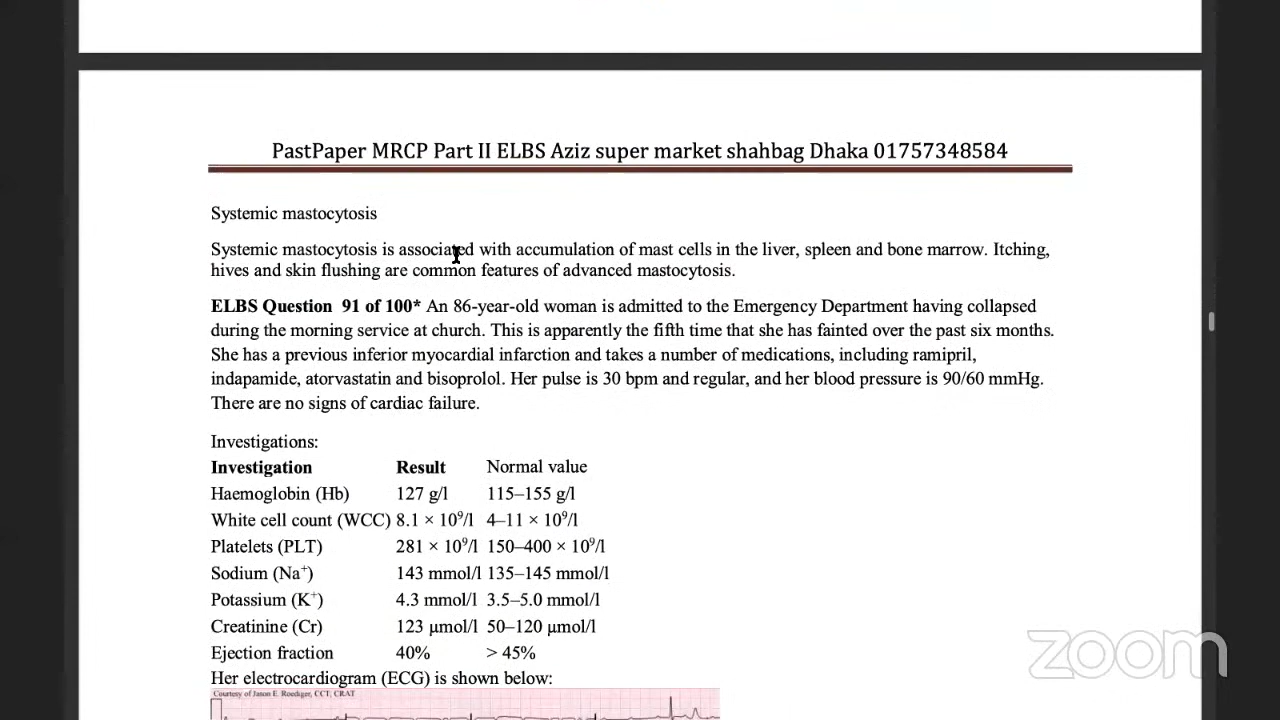 PastPaper MRCP Part II ELBS Aziz super market shahbag Dhaka 01757348584
Systemic mastocytosis
Systemic mastocytosis is associated with accumulation of mast cells in the liver, spleen and bone marrow. Itching,
hives and skin flushing are common features of advanced mastocytosis.
ELBS Question 91 of 100* An 86-year-old woman is admitted to the Emergency Department having collapsed
during the morning service at church. This is apparently the fifth time that she has fainted over the past six months.
She has a previous inferior myocardial infarction and takes a number of medications, including ramipril,
indapamide, atorvastatin and bisoprolol. Her pulse is 30 bpm and regular, and her blood pressure is 90/60 mmHg.
There are no signs of cardiac failure.
Investigations:
Investigation Result Normal value
Haemoglobin (Hb) 127 g/l 115–155 g/l
White cell count (WCC) 8.1 × 10⁹/l 4–11 × 10⁹/l
Platelets (PLT) 281 × 10⁹/l 150–400 × 10⁹/l
Sodium (Na⁺) 143 mmol/l 135–145 mmol/l
Potassium (K⁺) 4.3 mmol/l 3.5–5.0 mmol/l
Creatinine (Cr) 123 µmol/l 50–120 µmol/l
Ejection fraction 40% > 45%
Her electrocardiogram (ECG) is shown below:
Courtesy of Jason E. Roediger, CCT, CRAT
zoom